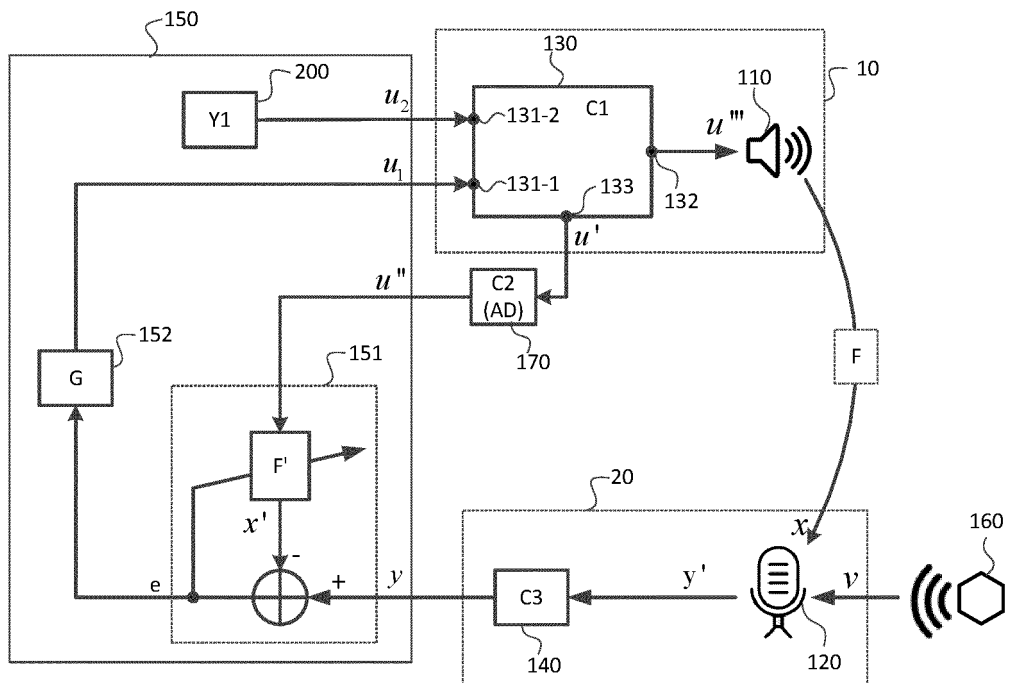 150
200
Y1
u₂
130
C1
131-2
u₁
131-1
133
132
u'''
110
10
u'
u''
C2
(AD)
170
152
G
151
F
F'
x'
-
+
e
y
20
C3
140
y'
x
120
v
160